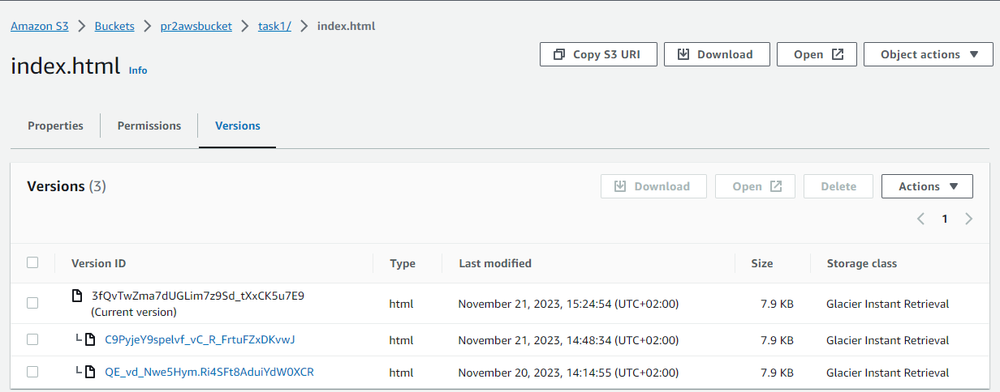 Amazon S3 > Buckets > pr2awsbucket > task1/ > index.html
index.html Info
Copy S3 URI Download Open Object actions
Properties Permissions Versions
Versions (3)
Download Open Delete Actions
1
Version ID Type Last modified Size Storage class
3fQvTwZma7dUGLim7z9Sd_tXxCK5u7E9
(Current version) html November 21, 2023, 15:24:54 (UTC+02:00) 7.9 KB Glacier Instant Retrieval
C9PyjeY9spelvf_vC_R_FrtuFZxDKvwJ html November 21, 2023, 14:48:34 (UTC+02:00) 7.9 KB Glacier Instant Retrieval
QE_vd_Nwe5Hym.Ri4SFt8AduiYdW0XCR html November 20, 2023, 14:14:55 (UTC+02:00) 7.9 KB Glacier Instant Retrieval